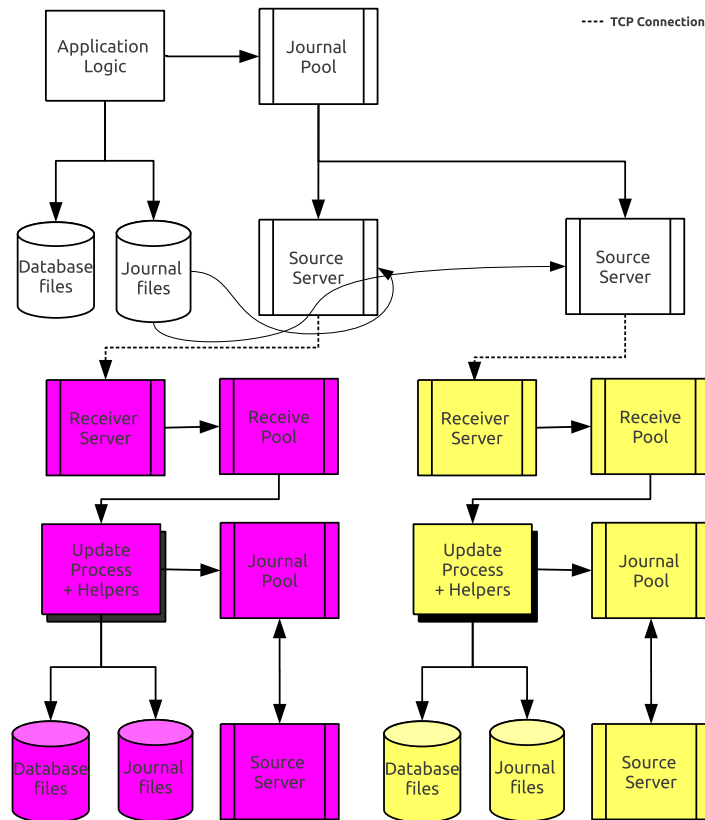 TCP Connection
Application
Logic
Journal
Pool
Database
files
Journal
files
Source
Server
Source
Server
Receiver
Server
Receive
Pool
Receiver
Server
Receive
Pool
Update
Process
+ Helpers
Journal
Pool
Update
Process
+ Helpers
Journal
Pool
Database
files
Journal
files
Source
Server
Database
files
Journal
files
Source
Server